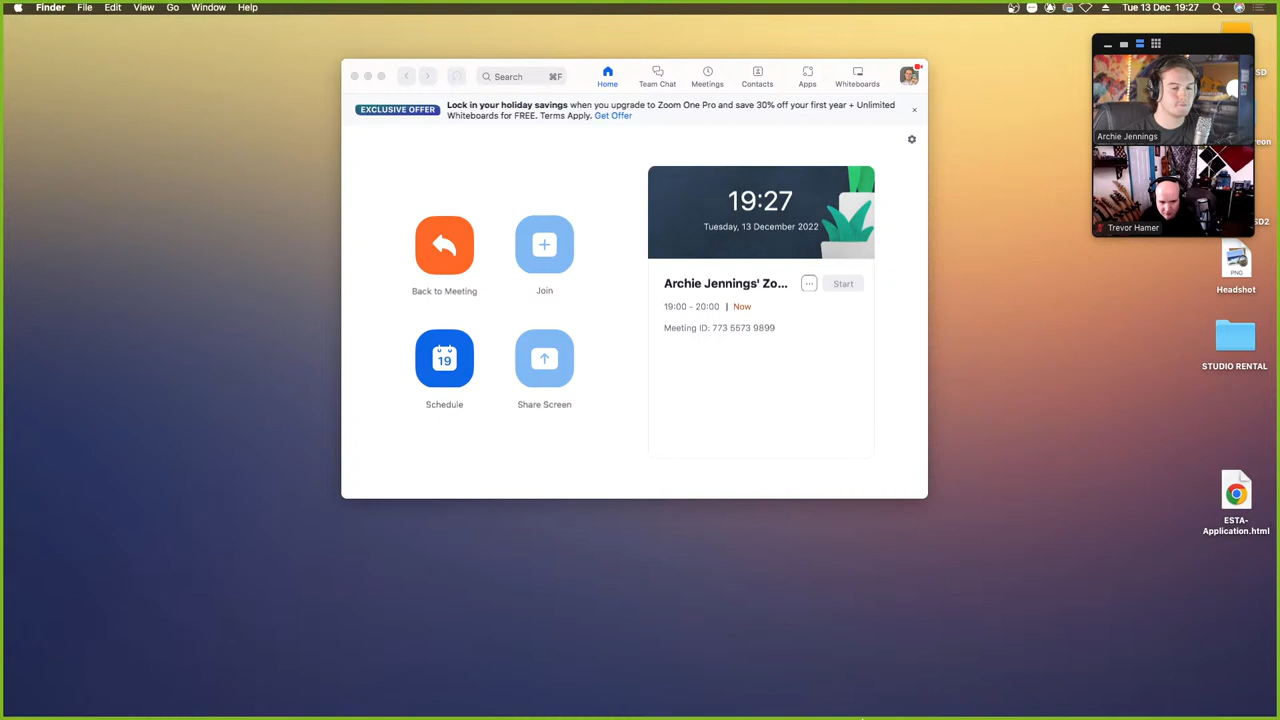 Finder File Edit View Go Window Help
Tue 13 Dec 19:27
Search ⌘F
Home
Team Chat
Meetings
Contacts
Apps
Whiteboards
EXCLUSIVE OFFER
Lock in your holiday savings when you upgrade to Zoom One Pro and save 30% off your first year + Unlimited
Whiteboards for FREE. Terms Apply. Get Offer
19:27
Tuesday, 13 December 2022
Back to Meeting
Join
Archie Jennings' Zo... Start
19:00 - 20:00 | Now
Meeting ID: 773 5573 9899
19
Schedule
Share Screen
Archie Jennings
Trevor Hamer
SD
eon
SD2
PNG
Headshot
STUDIO RENTAL
ESTA-
Application.html